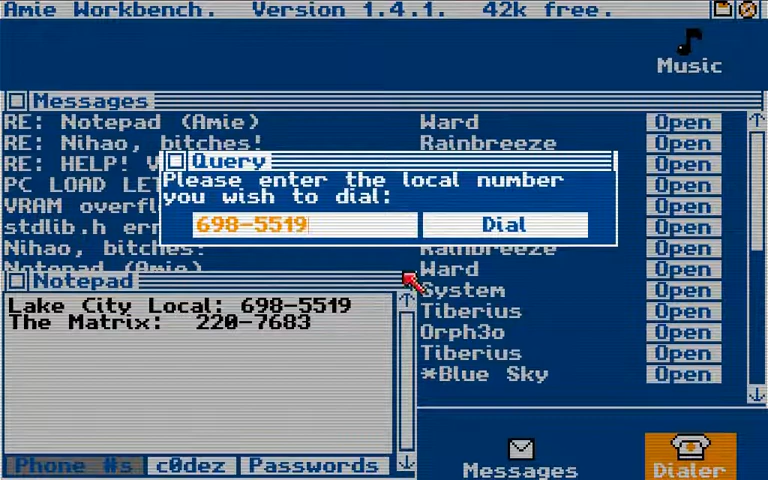 Amie Workbench. Version 1.4.1. 42k free.
Music
Messages
RE: Notepad (Amie) Ward Open
RE: Nihao, bitches! Rainbreeze Open
RE: HELP! Open
PC LOAD Open
VRAM Open
stdlib.h Open
Nihao, bitches! Rainbreeze Open
Notepad (Amie) Ward Open
System Open
Tiberius Open
Orph3o Open
Tiberius Open
*Blue Sky Open
Query
Please enter the local number
you wish to dial:
698-5519 Dial
Notepad
Lake City Local: 698-5519
The Matrix: 220-7683
Phone #s c0dez Passwords
Messages Dialer